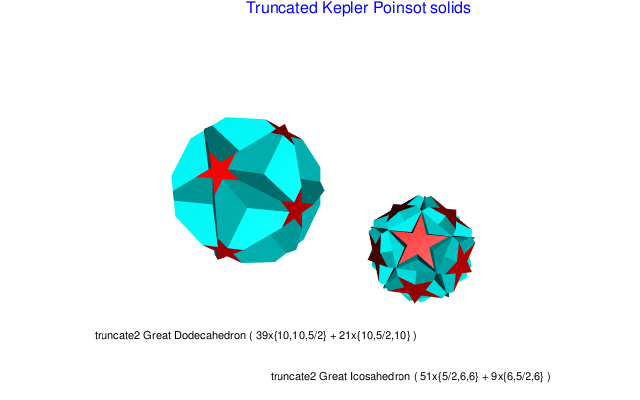 Truncated Kepler Poinsot solids
truncate2 Great Dodecahedron ( 39x{10,10,5/2} + 21x{10,5/2,10} )
truncate2 Great Icosahedron ( 51x{5/2,6,6} + 9x{6,5/2,6} )